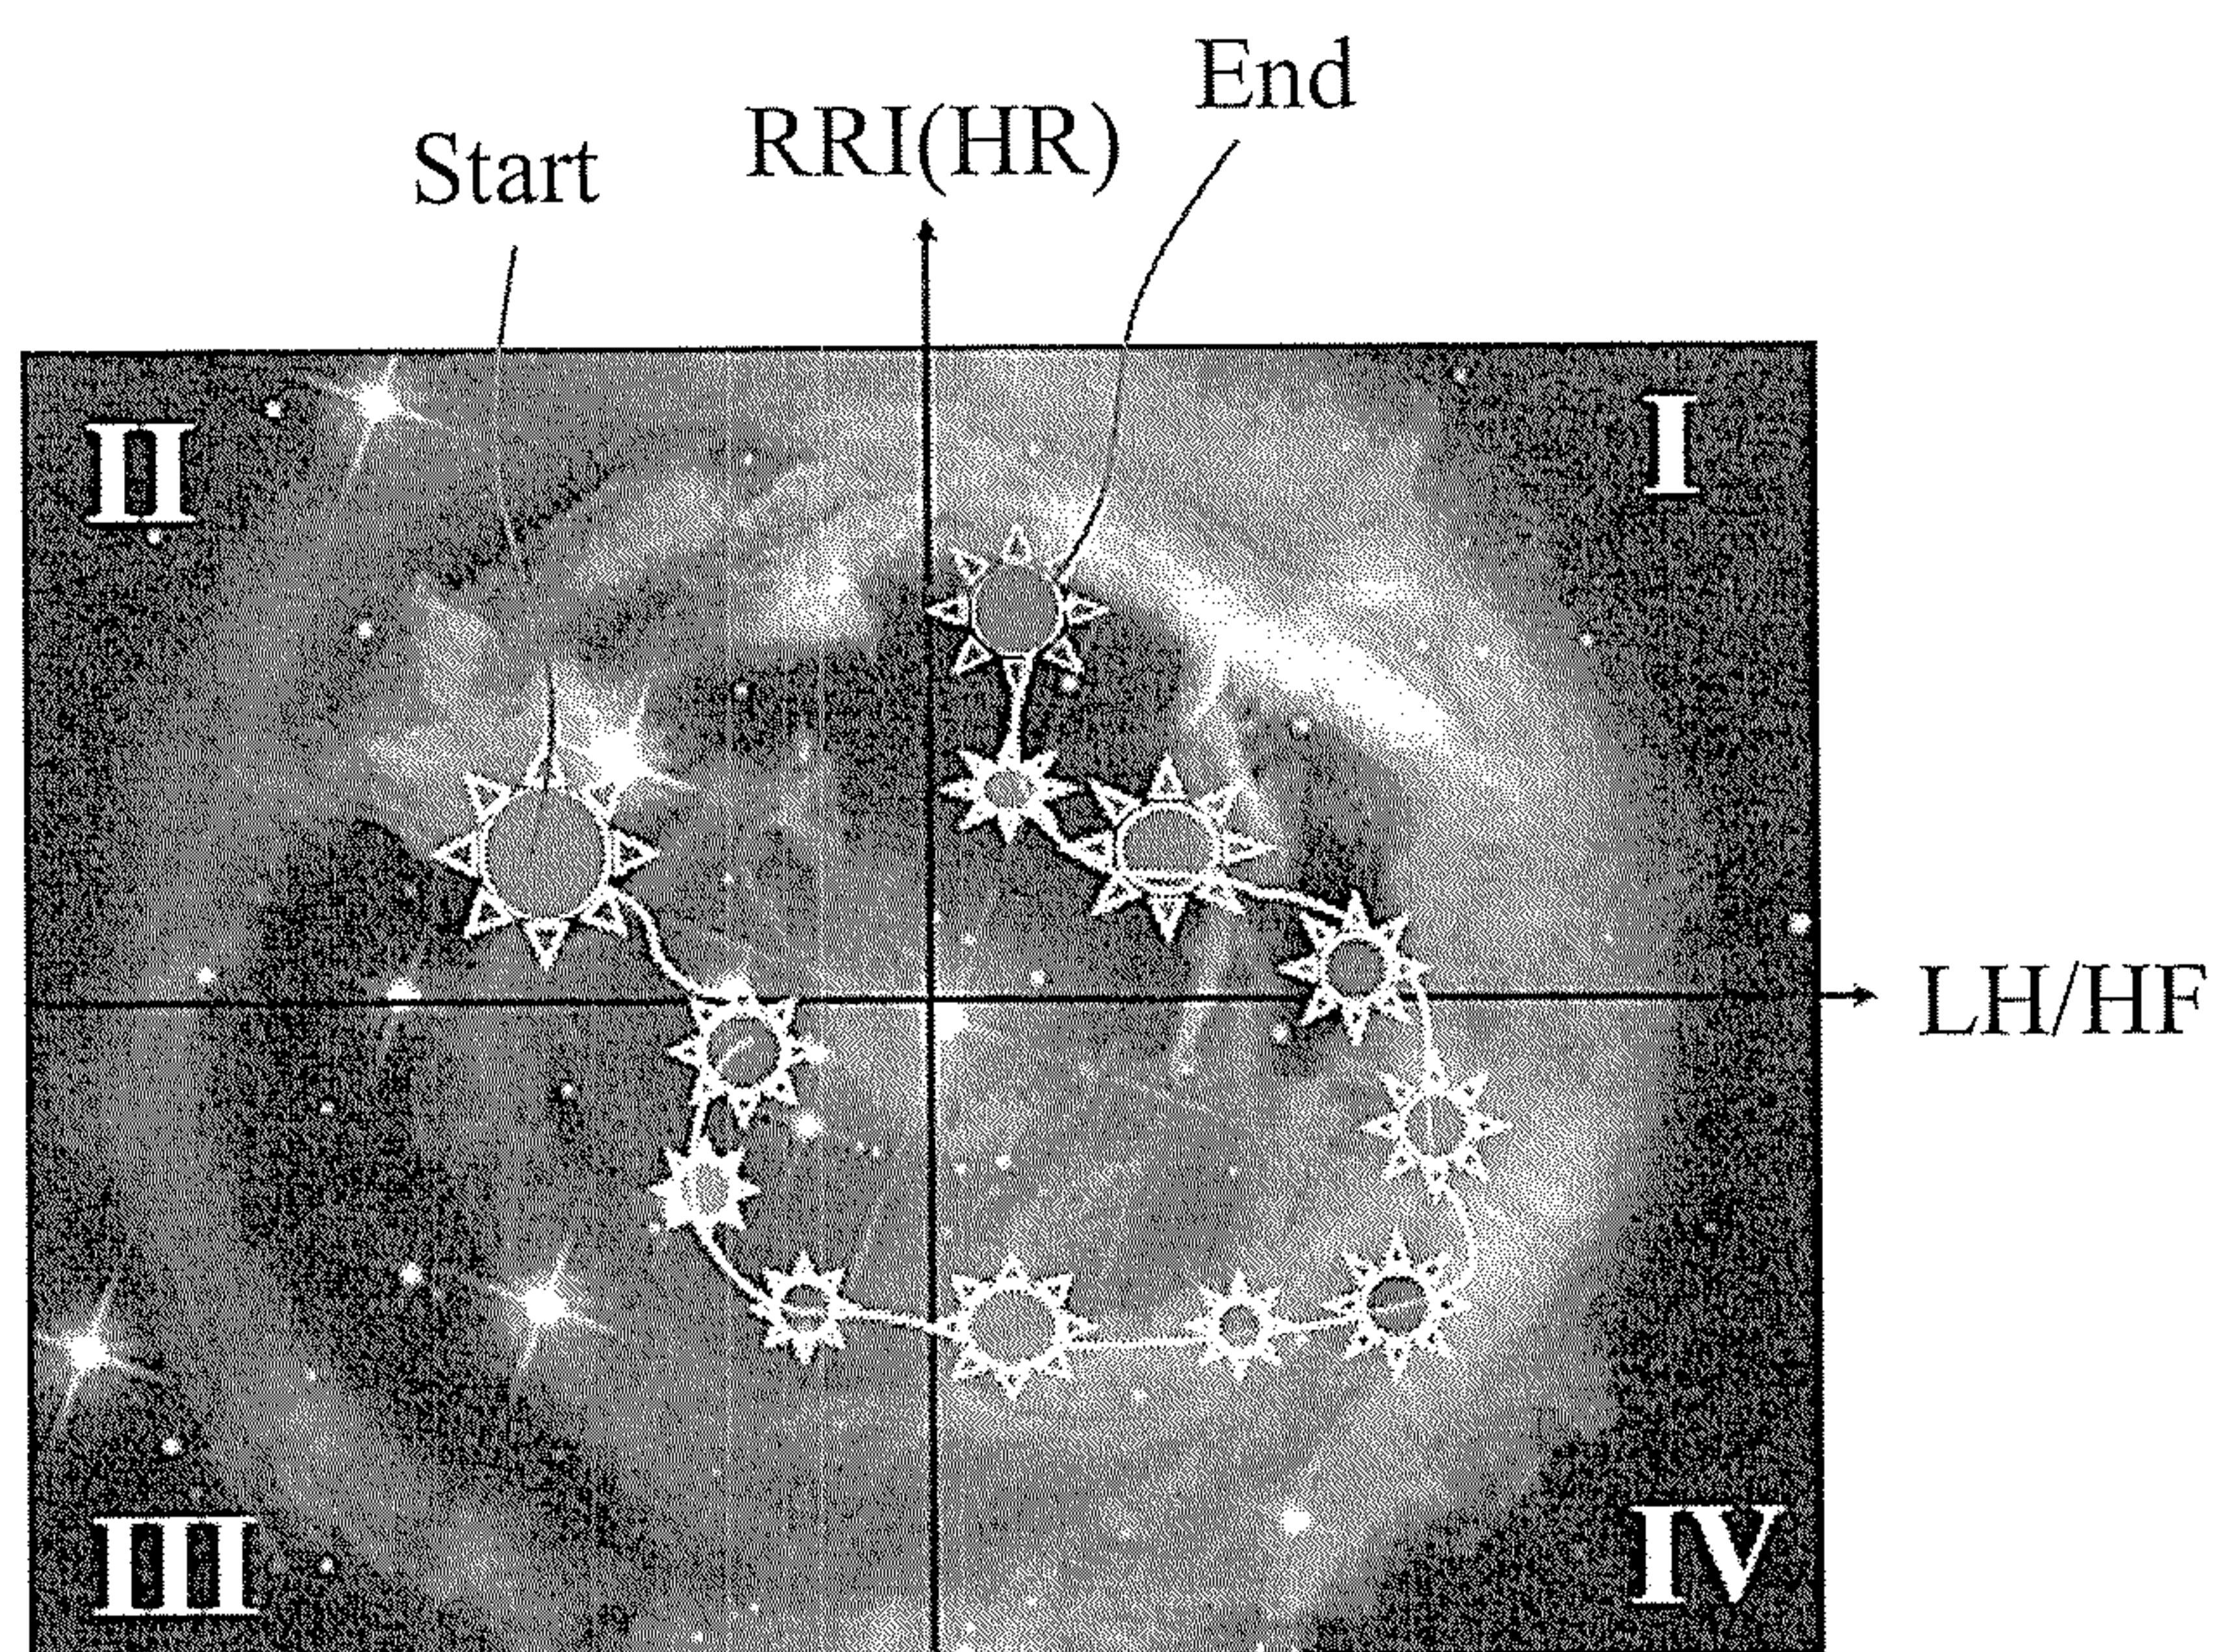 End
RRI(HR)
Start
II
I
LH/HF
III
IV